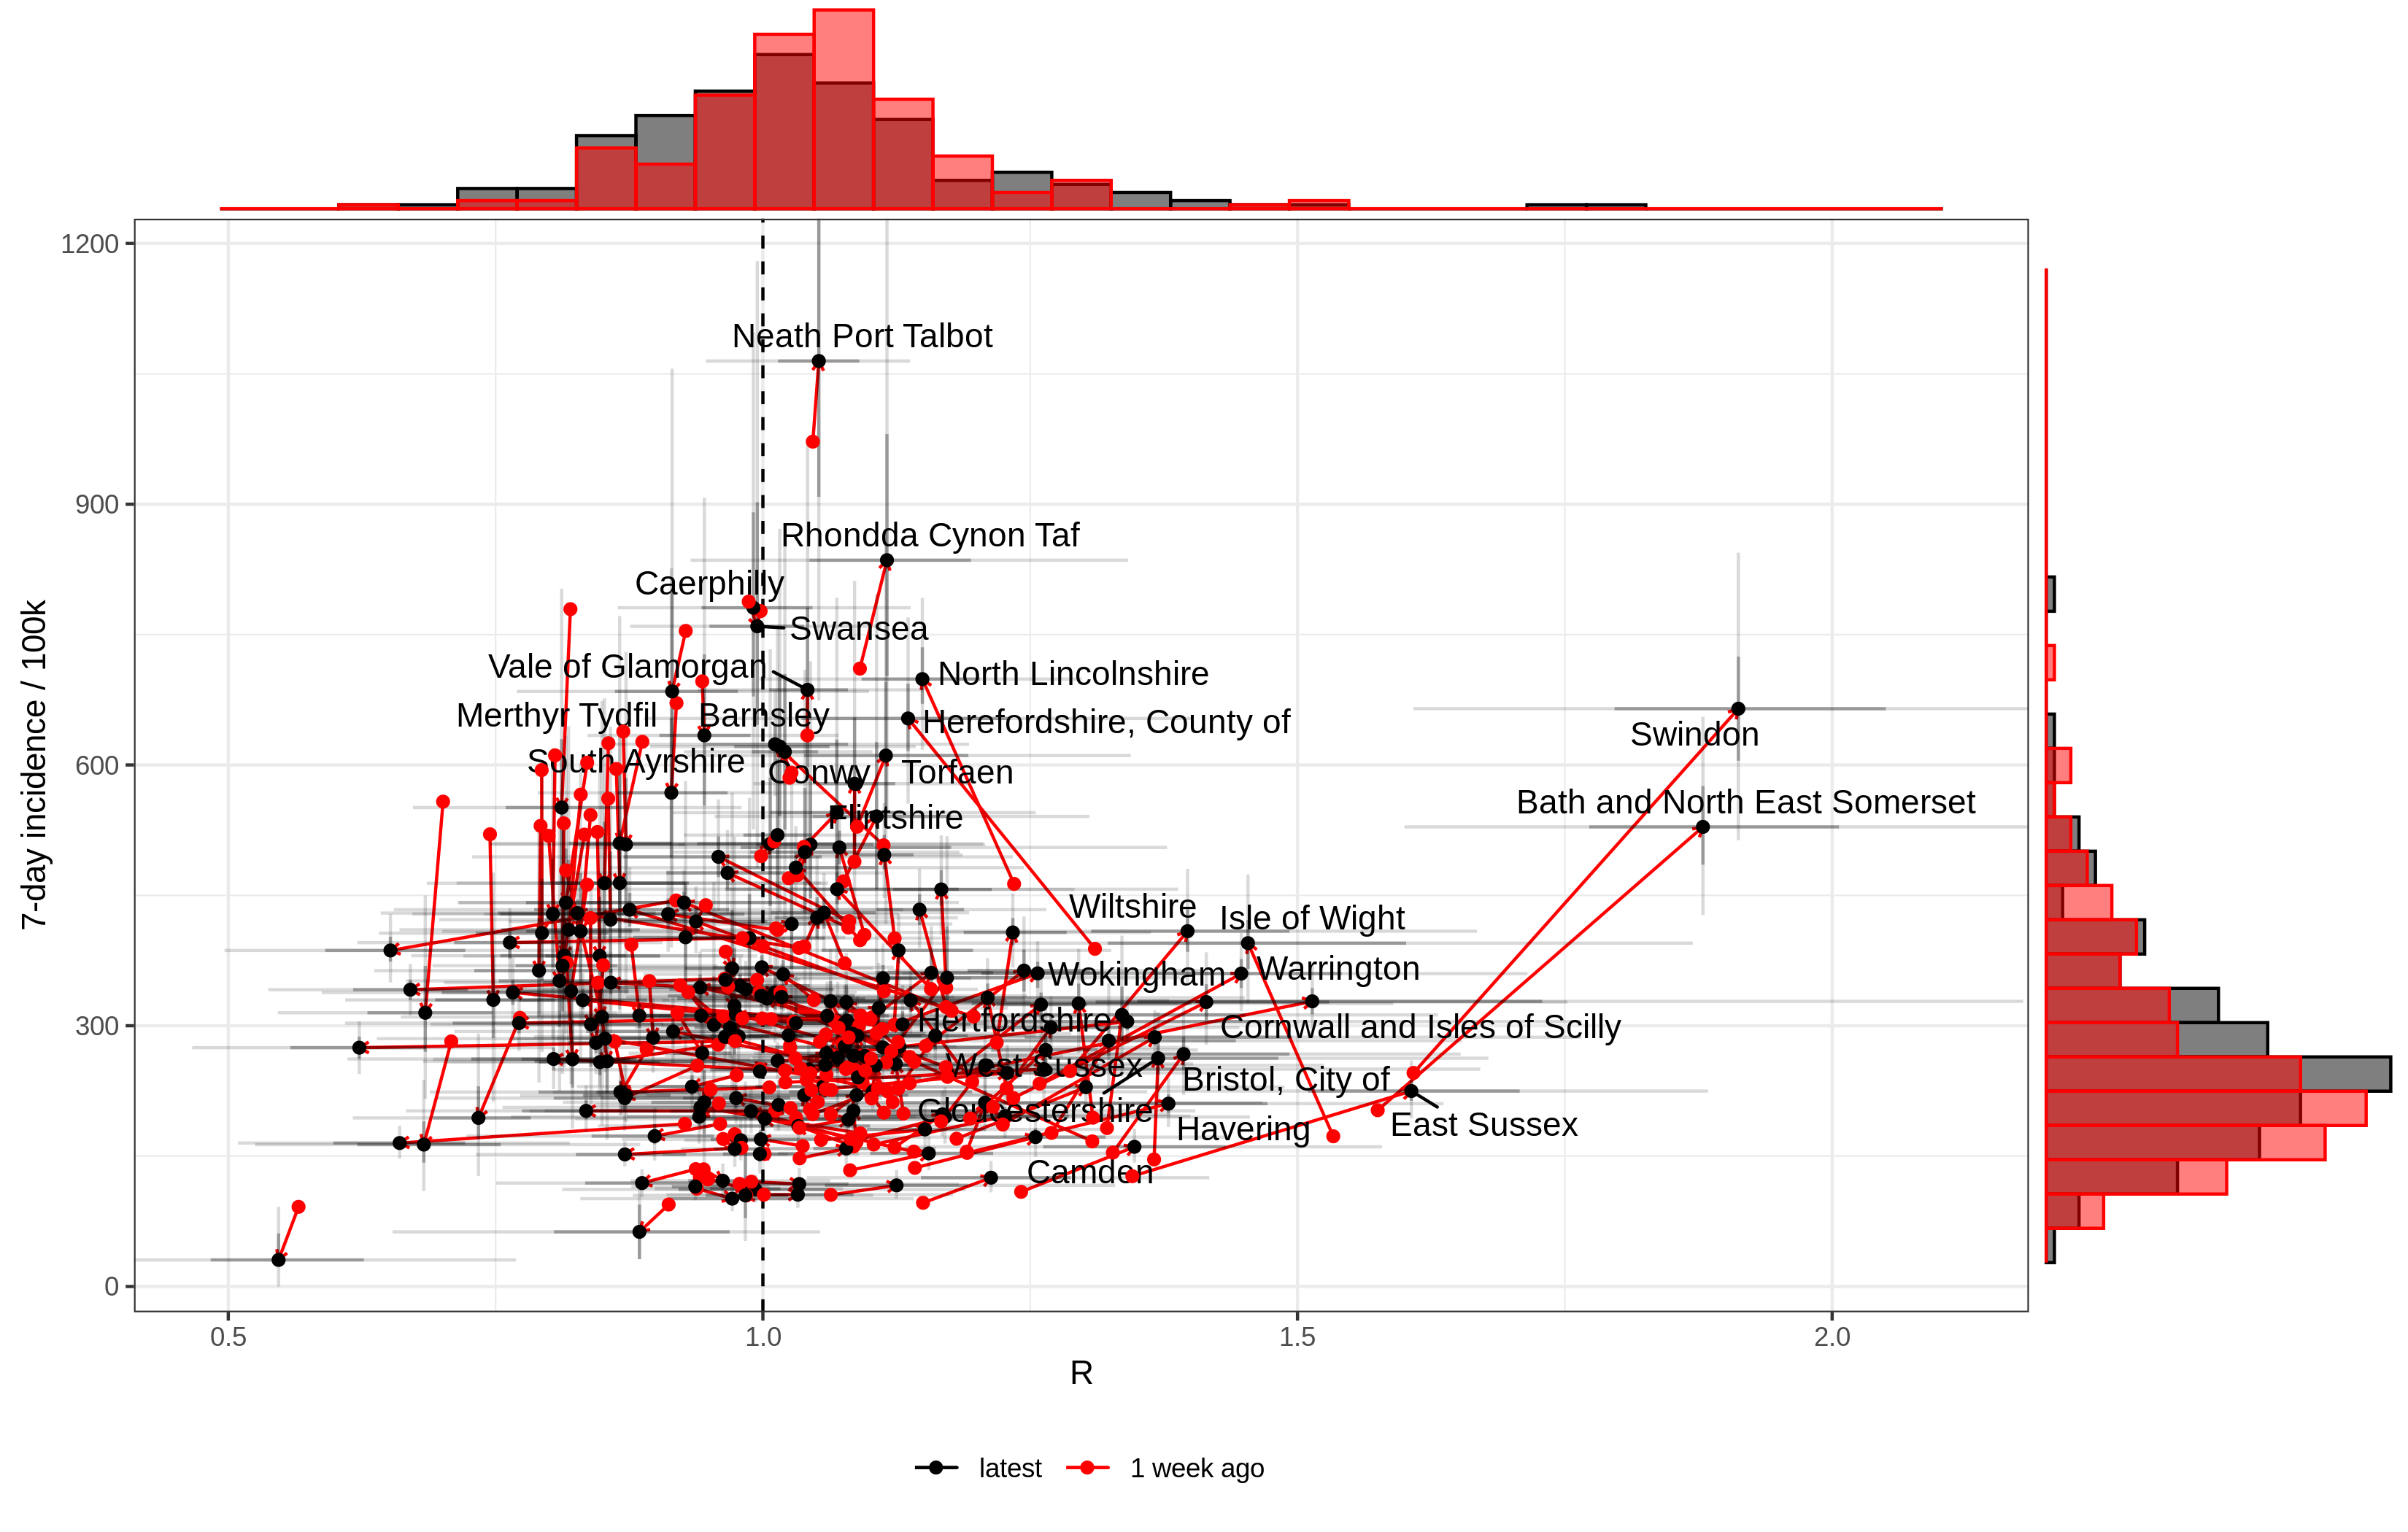 1200
900
600
300
0
7-day incidence / 100k
Neath Port Talbot
Rhondda Cynon Taf
Caerphilly
Swansea
Vale of Glamorgan
North Lincolnshire
Merthyr Tydfil
Barnsley
Herefordshire, County of
Swindon
South Ayrshire
Conwy
Torfaen
Bath and North East Somerset
Flintshire
Wiltshire
Isle of Wight
Wokingham
Warrington
Hertfordshire
Cornwall and Isles of Scilly
West Sussex
Bristol, City of
Gloucestershire
Havering
East Sussex
Camden
0.5
1.0
1.5
2.0
R
latest
1 week ago